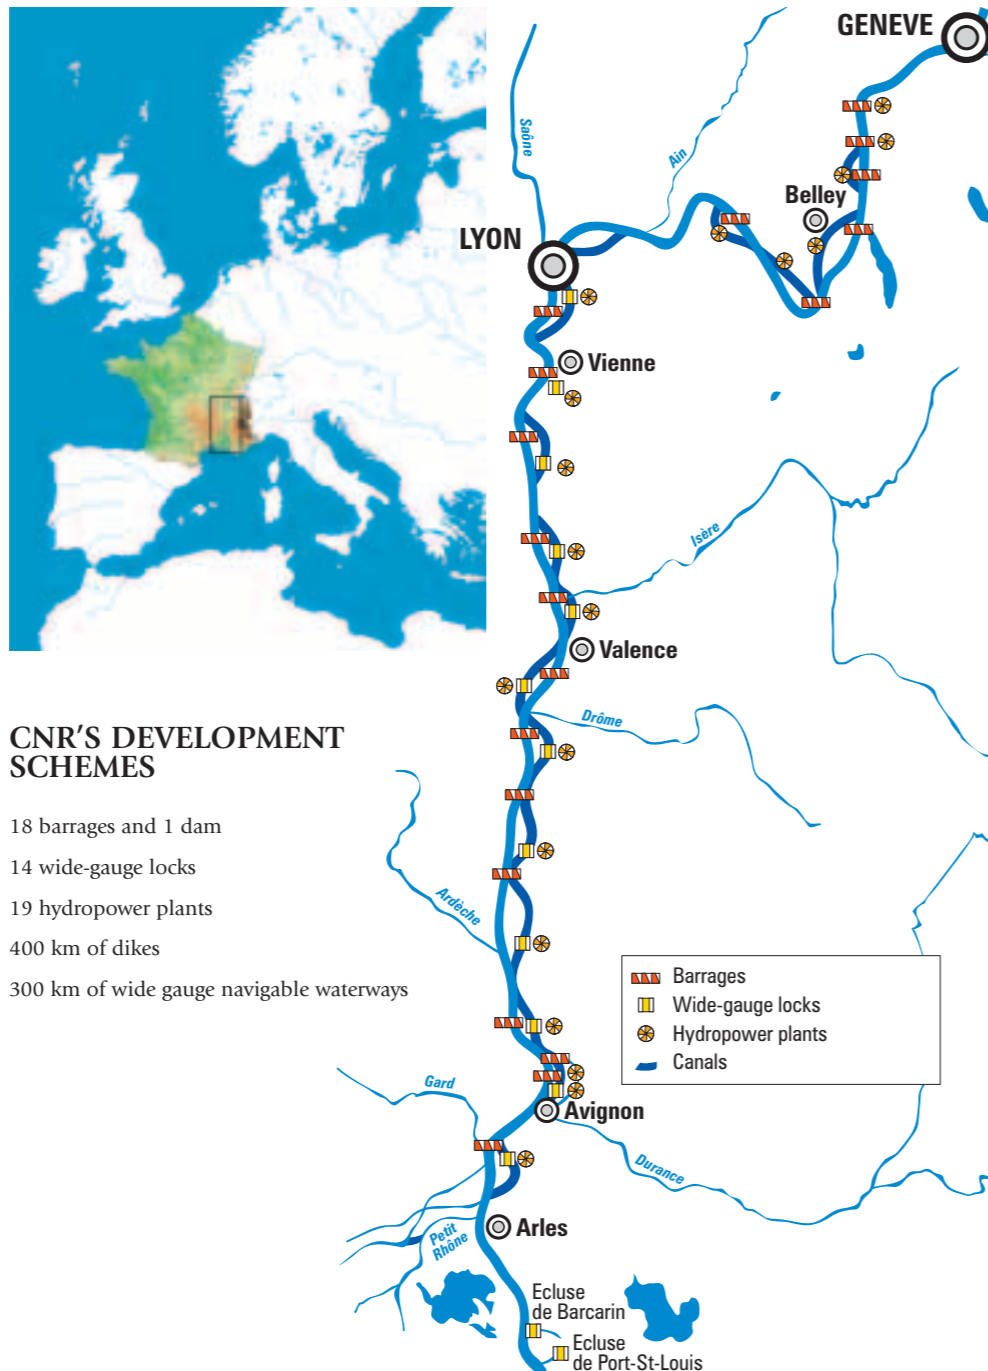 GENEVE
Saône
Ain
Belley
LYON
Vienne
Isère
Valence
Drôme
CNR'S DEVELOPMENT
SCHEMES
18 barrages and 1 dam
14 wide-gauge locks
19 hydropower plants
400 km of dikes
300 km of wide gauge navigable waterways
Ardèche
Barrages
Wide-gauge locks
Hydropower plants
Canals
Gard
Avignon
Durance
Petit
Rhône
Arles
Ecluse
de Barcarin
Ecluse
de Port-St-Louis